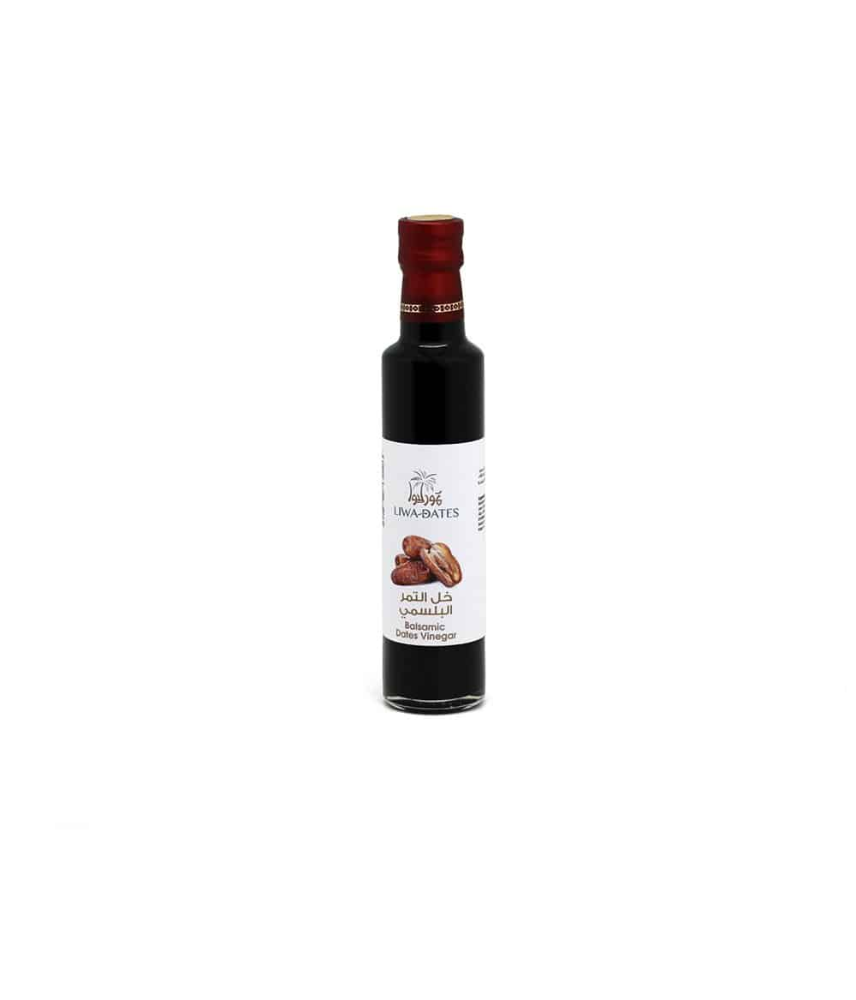 تمور ليوا
LIWA-DATES
خل التمر
البلسمي
Balsamic
Dates Vinegar